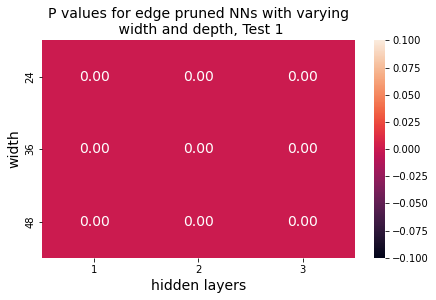 P values for edge pruned NNs with varying
width and depth, Test 1
0.100
0.075
0.050
0.025
0.000
−0.025
−0.050
−0.075
−0.100
24
0.00 0.00 0.00
36
0.00 0.00 0.00
48
0.00 0.00 0.00
width
1 2 3
hidden layers